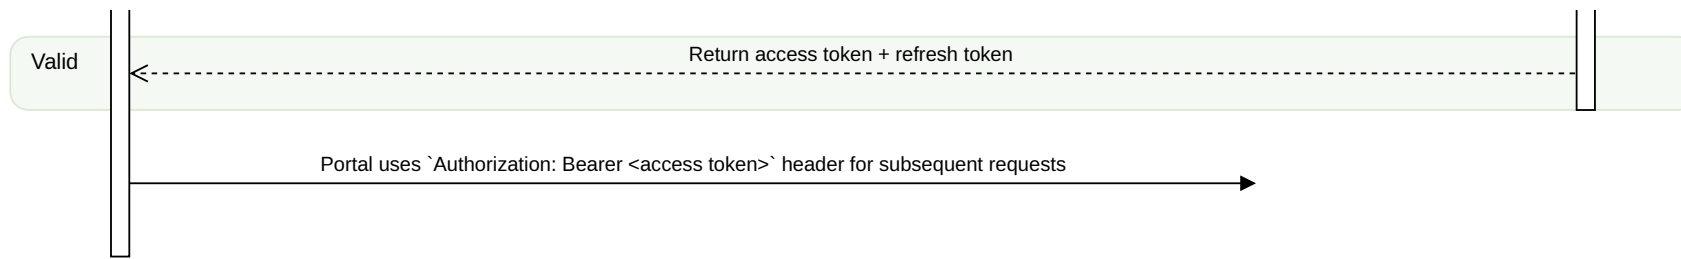 Return access token + refresh token
Valid
Portal uses `Authorization: Bearer <access token>` header for subsequent requests